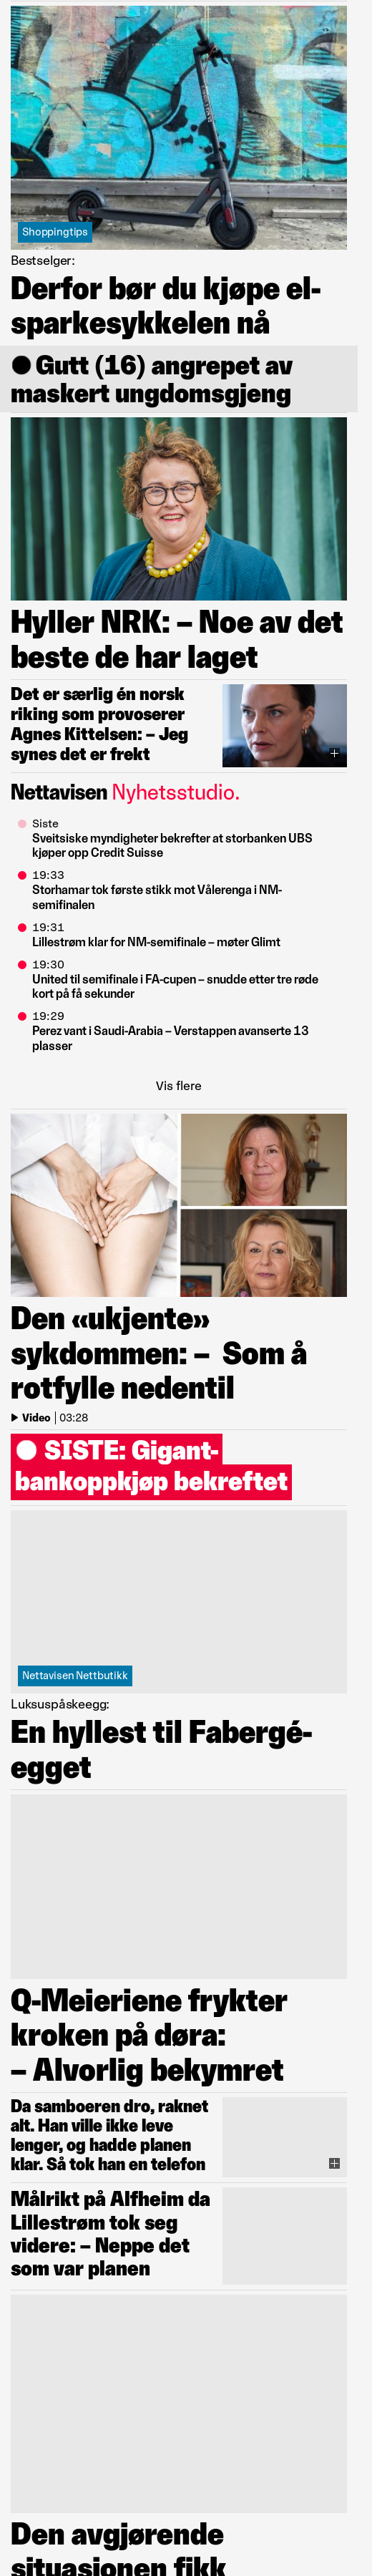 Shoppingtips
Bestselger:
Derfor bør du kjøpe el-
sparkesykkelen nå
Gutt (16) angrepet av
maskert ungdomsgjeng
Hyller NRK: – Noe av det
beste de har laget
Det er særlig én norsk
riking som provoserer
Agnes Kittelsen: – Jeg
synes det er frekt
Nettavisen Nyhetsstudio.
Siste
Sveitsiske myndigheter bekrefter at storbanken UBS
kjøper opp Credit Suisse
19:33
Storhamar tok første stikk mot Vålerenga i NM-
semifinalen
19:31
Lillestrøm klar for NM-semifinale – møter Glimt
19:30
United til semifinale i FA-cupen – snudde etter tre røde
kort på få sekunder
19:29
Perez vant i Saudi-Arabia – Verstappen avanserte 13
plasser
Vis flere
Den «ukjente»
sykdommen: – Som å
rotfylle nedentil
Video | 03:28
SISTE: Gigant-
bankoppkjøp bekreftet
Nettavisen Nettbutikk
Luksuspåskeegg:
En hyllest til Fabergé-
egget
Q-Meieriene frykter
kroken på døra:
– Alvorlig bekymret
Da samboeren dro, raknet
alt. Han ville ikke leve
lenger, og hadde planen
klar. Så tok han en telefon
Målrikt på Alfheim da
Lillestrøm tok seg
videre: – Neppe det
som var planen
Den avgjørende
situasjonen fikk